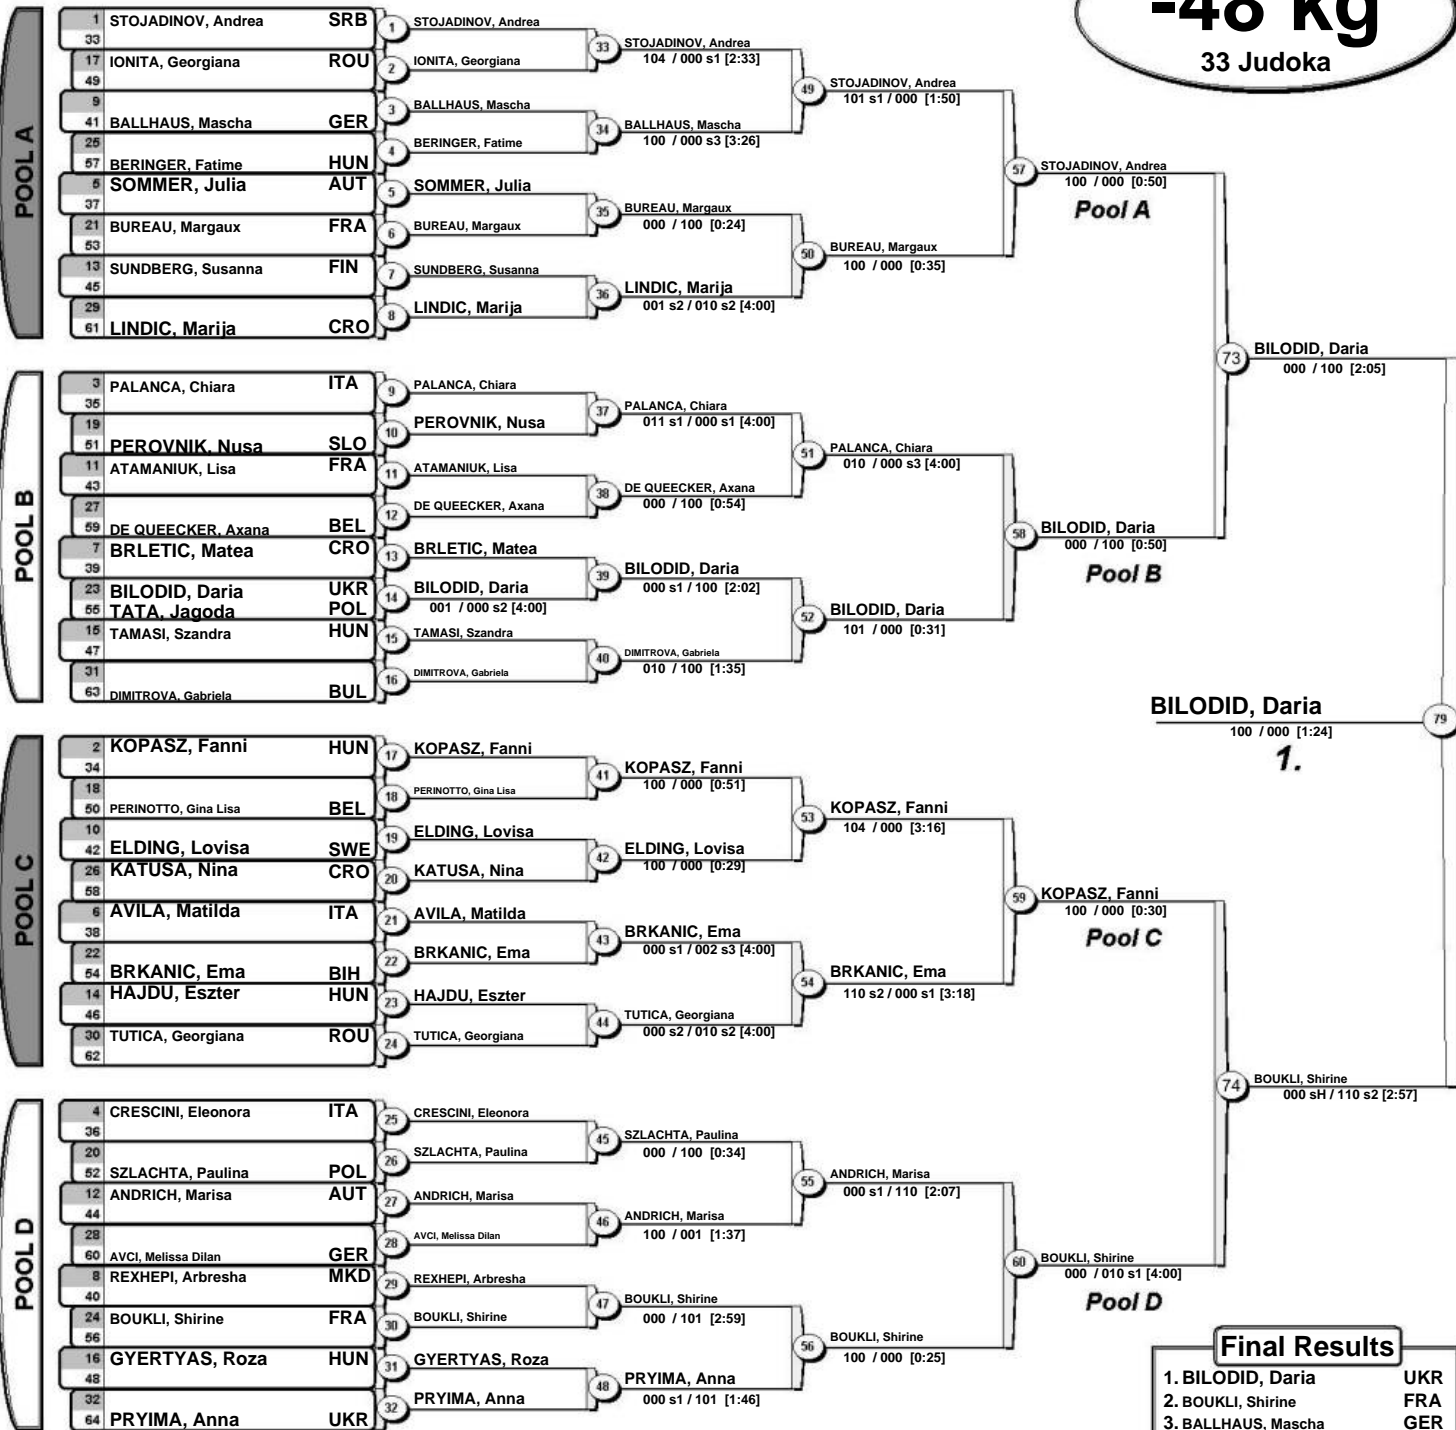 -48 kg
33 Judoka
POOL A
1 STOJADINOV, Andrea SRB
33
17 IONITA, Georgiana ROU
49
9
41 BALLHAUS, Mascha GER
25
57 BERINGER, Fatime HUN
5 SOMMER, Julia AUT
37
21 BUREAU, Margaux FRA
53
13 SUNDBERG, Susanna FIN
45
29
61 LINDIC, Marija CRO
1 STOJADINOV, Andrea
2 IONITA, Georgiana
3 BALLHAUS, Mascha
4 BERINGER, Fatime
5 SOMMER, Julia
6 BUREAU, Margaux
7 SUNDBERG, Susanna
8 LINDIC, Marija
33 STOJADINOV, Andrea
104 / 000 s1 [2:33]
34 BALLHAUS, Mascha
100 / 000 s3 [3:26]
35 BUREAU, Margaux
000 / 100 [0:24]
36 LINDIC, Marija
001 s2 / 010 s2 [4:00]
49 STOJADINOV, Andrea
101 s1 / 000 [1:50]
50 BUREAU, Margaux
100 / 000 [0:35]
57 STOJADINOV, Andrea
100 / 000 [0:50]
Pool A
POOL B
3 PALANCA, Chiara ITA
35
19
51 PEROVNIK, Nusa SLO
11 ATAMANIUK, Lisa FRA
43
27
59 DE QUEECKER, Axana BEL
7 BRLETIC, Matea CRO
39
23 BILODID, Daria UKR
55 TATA, Jagoda POL
15 TAMASI, Szandra HUN
47
31
63 DIMITROVA, Gabriela BUL
9 PALANCA, Chiara
10 PEROVNIK, Nusa
11 ATAMANIUK, Lisa
12 DE QUEECKER, Axana
13 BRLETIC, Matea
14 BILODID, Daria
001 / 000 s2 [4:00]
15 TAMASI, Szandra
16 DIMITROVA, Gabriela
37 PALANCA, Chiara
011 s1 / 000 s1 [4:00]
38 DE QUEECKER, Axana
000 / 100 [0:54]
39 BILODID, Daria
000 s1 / 100 [2:02]
40 DIMITROVA, Gabriela
010 / 100 [1:35]
51 PALANCA, Chiara
010 / 000 s3 [4:00]
52 BILODID, Daria
101 / 000 [0:31]
58 BILODID, Daria
000 / 100 [0:50]
Pool B
73 BILODID, Daria
000 / 100 [2:05]
BILODID, Daria 79
100 / 000 [1:24]
1.
POOL C
2 KOPASZ, Fanni HUN
34
18
50 PERINOTTO, Gina Lisa BEL
10
42 ELDING, Lovisa SWE
26 KATUSA, Nina CRO
58
6 AVILA, Matilda ITA
38
22
54 BRKANIC, Ema BIH
14 HAJDU, Eszter HUN
46
30 TUTICA, Georgiana ROU
62
17 KOPASZ, Fanni
18 PERINOTTO, Gina Lisa
19 ELDING, Lovisa
20 KATUSA, Nina
21 AVILA, Matilda
22 BRKANIC, Ema
23 HAJDU, Eszter
24 TUTICA, Georgiana
41 KOPASZ, Fanni
100 / 000 [0:51]
42 ELDING, Lovisa
100 / 000 [0:29]
43 BRKANIC, Ema
000 s1 / 002 s3 [4:00]
44 TUTICA, Georgiana
000 s2 / 010 s2 [4:00]
53 KOPASZ, Fanni
104 / 000 [3:16]
54 BRKANIC, Ema
110 s2 / 000 s1 [3:18]
59 KOPASZ, Fanni
100 / 000 [0:30]
Pool C
74 BOUKLI, Shirine
000 sH / 110 s2 [2:57]
POOL D
4 CRESCINI, Eleonora ITA
36
20
52 SZLACHTA, Paulina POL
12 ANDRICH, Marisa AUT
44
28
60 AVCI, Melissa Dilan GER
8 REXHEPI, Arbresha MKD
40
24 BOUKLI, Shirine FRA
56
16 GYERTYAS, Roza HUN
48
32
64 PRYIMA, Anna UKR
25 CRESCINI, Eleonora
26 SZLACHTA, Paulina
27 ANDRICH, Marisa
28 AVCI, Melissa Dilan
29 REXHEPI, Arbresha
30 BOUKLI, Shirine
31 GYERTYAS, Roza
32 PRYIMA, Anna
45 SZLACHTA, Paulina
000 / 100 [0:34]
46 ANDRICH, Marisa
100 / 001 [1:37]
47 BOUKLI, Shirine
000 / 101 [2:59]
48 PRYIMA, Anna
000 s1 / 101 [1:46]
55 ANDRICH, Marisa
000 s1 / 110 [2:07]
56 BOUKLI, Shirine
100 / 000 [0:25]
60 BOUKLI, Shirine
000 / 010 s1 [4:00]
Pool D
Final Results
1. BILODID, Daria UKR
2. BOUKLI, Shirine FRA
3. BALLHAUS, Mascha GER